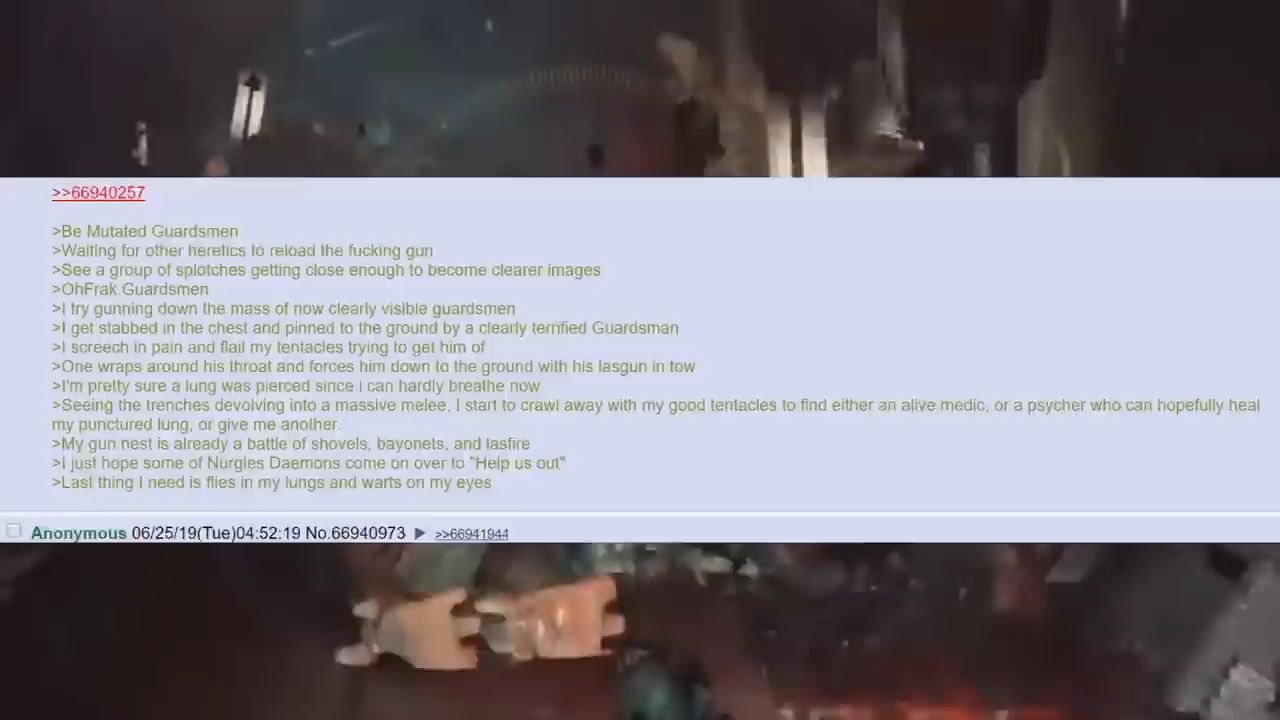 >>66940257
>Be Mutated Guardsmen
>Waiting for other heretics to reload the fucking gun
>See a group of splotches getting close enough to become clearer images
>OhFrak.Guardsmen
>I try gunning down the mass of now clearly visible guardsmen
>I get stabbed in the chest and pinned to the ground by a clearly terrified Guardsman
>I screech in pain and flail my tentacles trying to get him of
>One wraps around his throat and forces him down to the ground with his lasgun in tow
>I'm pretty sure a lung was pierced since i can hardly breathe now
>Seeing the trenches devolving into a massive melee, I start to crawl away with my good tentacles to find either an alive medic, or a psycher who can hopefully heal
my punctured lung, or give me another.
>My gun nest is already a battle of shovels, bayonets, and lasfire
>I just hope some of Nurgles Daemons come on over to "Help us out"
>Last thing I need is flies in my lungs and warts on my eyes
Anonymous 06/25/19(Tue)04:52:19 No.66940973 ▶ >>66941944